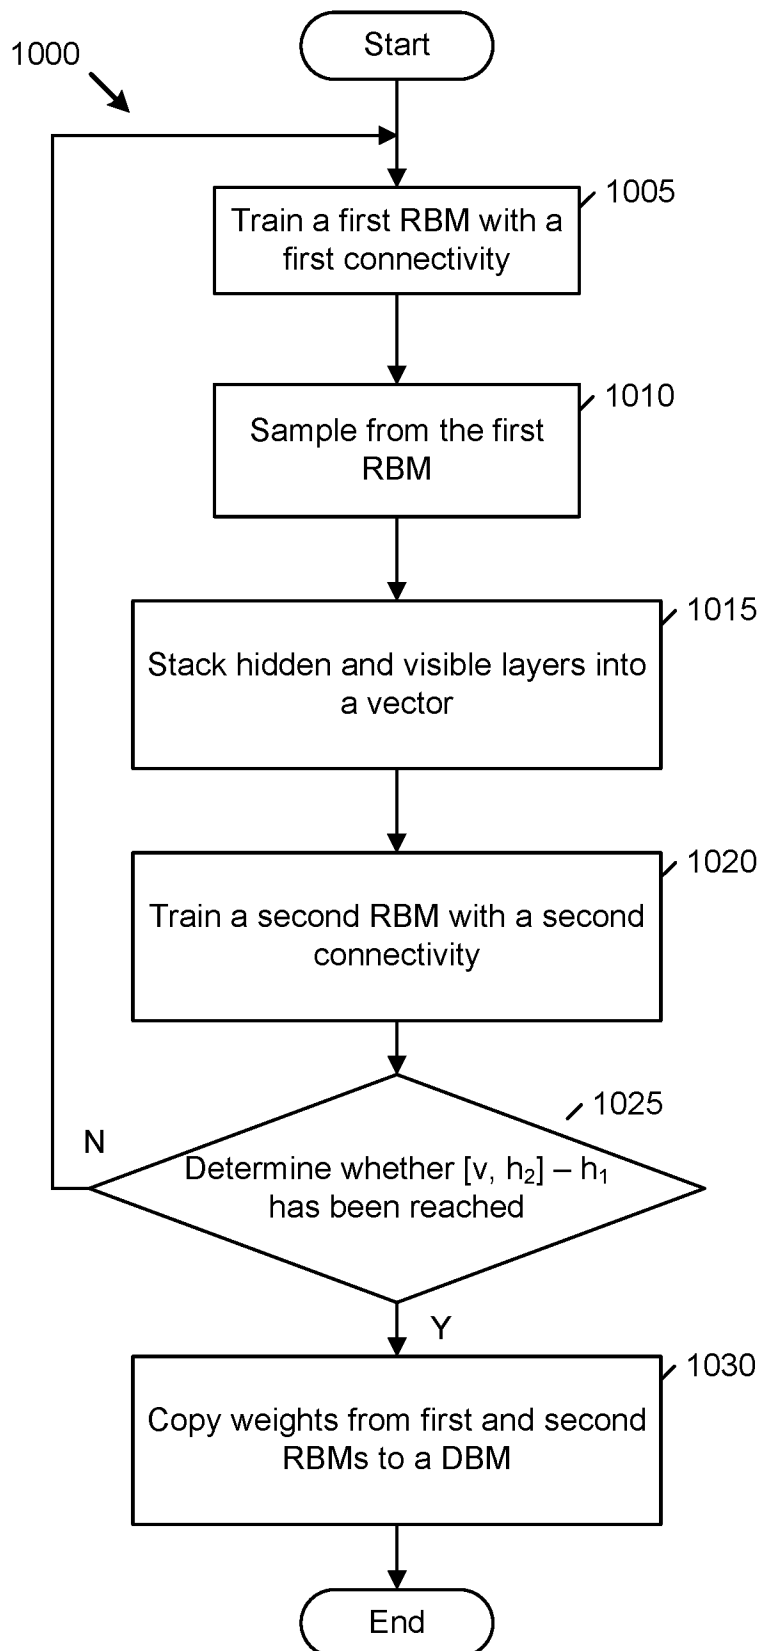 Start
1000
1005
Train a first RBM with a
first connectivity
1010
Sample from the first
RBM
1015
Stack hidden and visible layers into
a vector
1020
Train a second RBM with a second
connectivity
1025
N
Determine whether [v, h₂] – h₁
has been reached
Y
1030
Copy weights from first and second
RBMs to a DBM
End